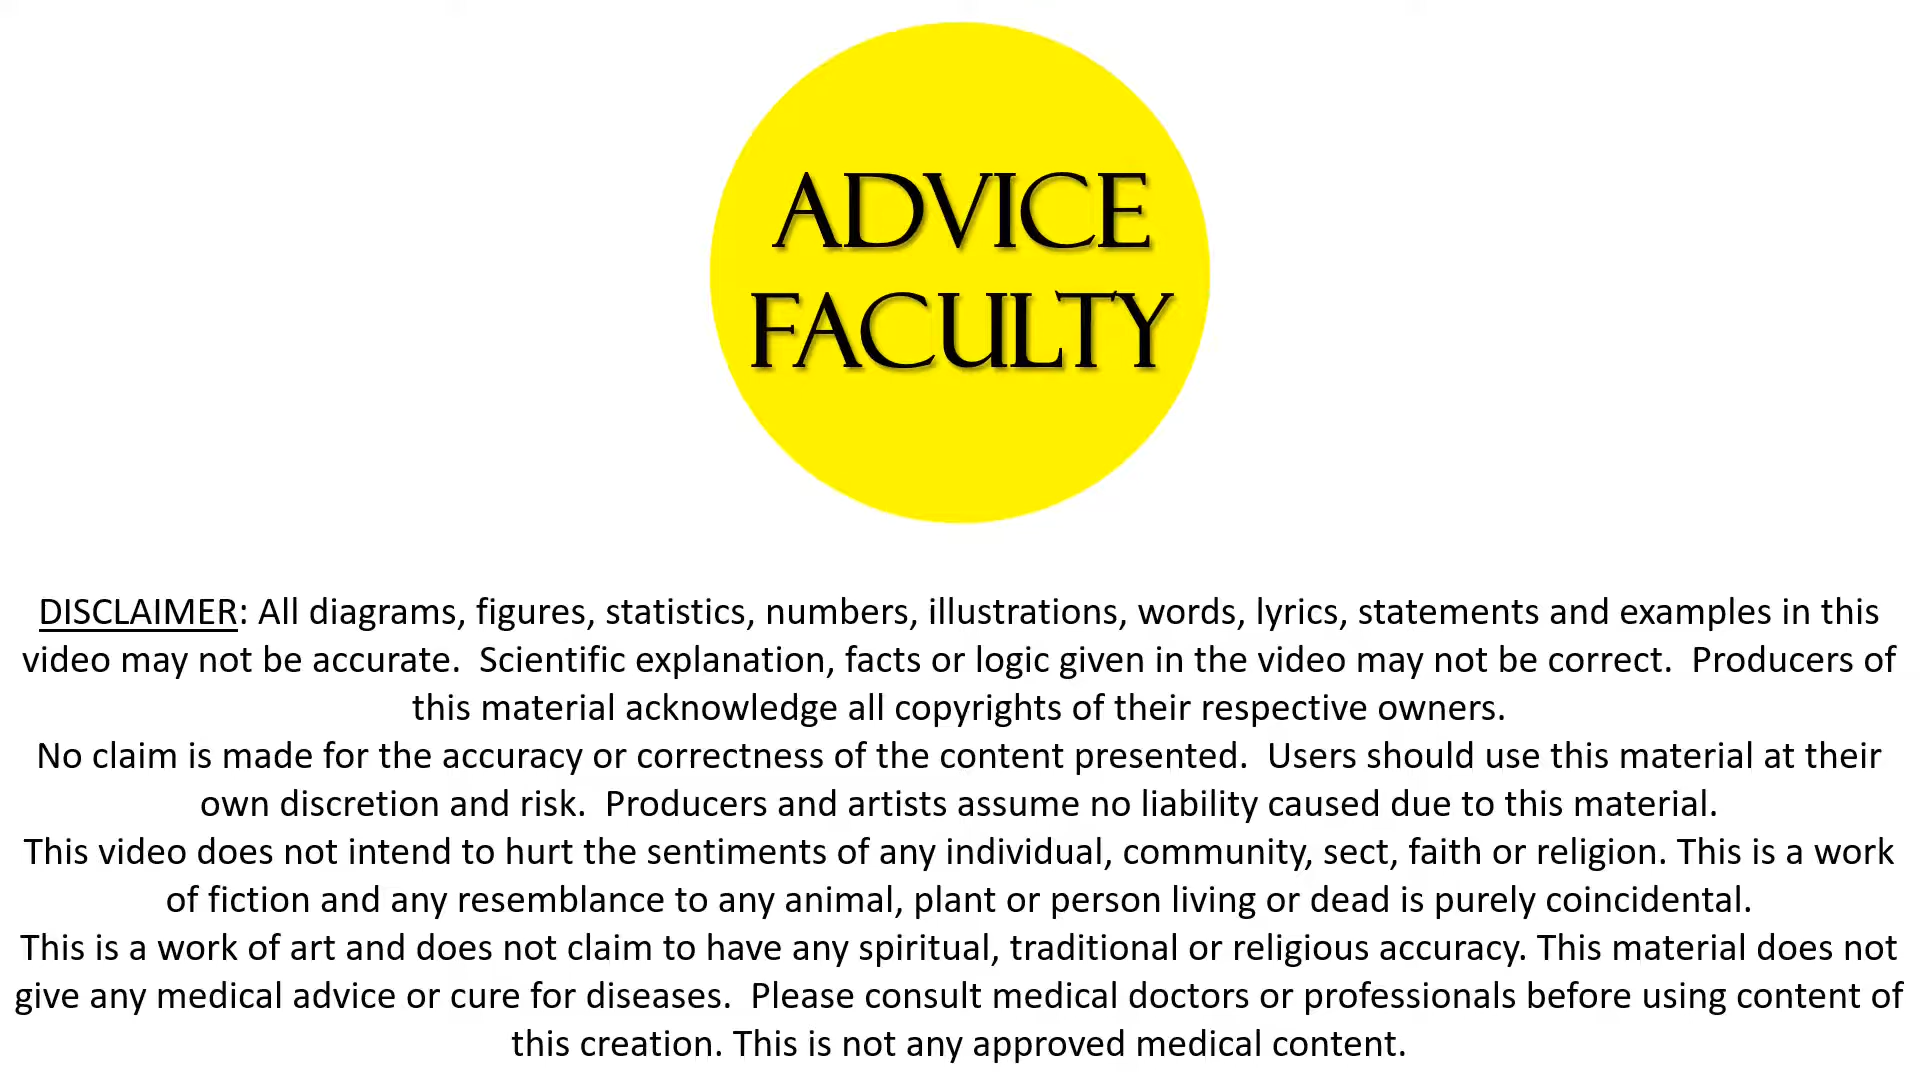 ADVICE
FACULTY
DISCLAIMER: All diagrams, figures, statistics, numbers, illustrations, words, lyrics, statements and examples in this
video may not be accurate.  Scientific explanation, facts or logic given in the video may not be correct.  Producers of
this material acknowledge all copyrights of their respective owners.
No claim is made for the accuracy or correctness of the content presented.  Users should use this material at their
own discretion and risk.  Producers and artists assume no liability caused due to this material.
This video does not intend to hurt the sentiments of any individual, community, sect, faith or religion. This is a work
of fiction and any resemblance to any animal, plant or person living or dead is purely coincidental.
This is a work of art and does not claim to have any spiritual, traditional or religious accuracy. This material does not
give any medical advice or cure for diseases.  Please consult medical doctors or professionals before using content of
this creation. This is not any approved medical content.